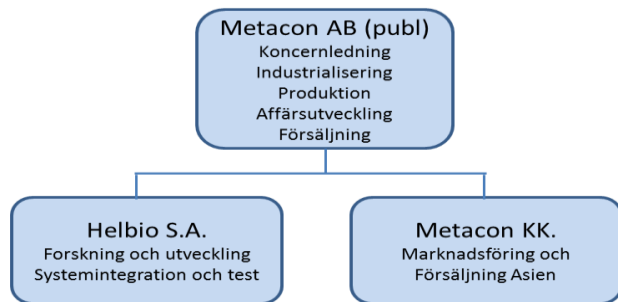 Metacon AB (publ)
Koncernledning
Industrialisering
Produktion
Affärsutveckling
Försäljning
Helbio S.A.
Forskning och utveckling
Systemintegration och test
Metacon KK.
Marknadsföring och
Försäljning Asien